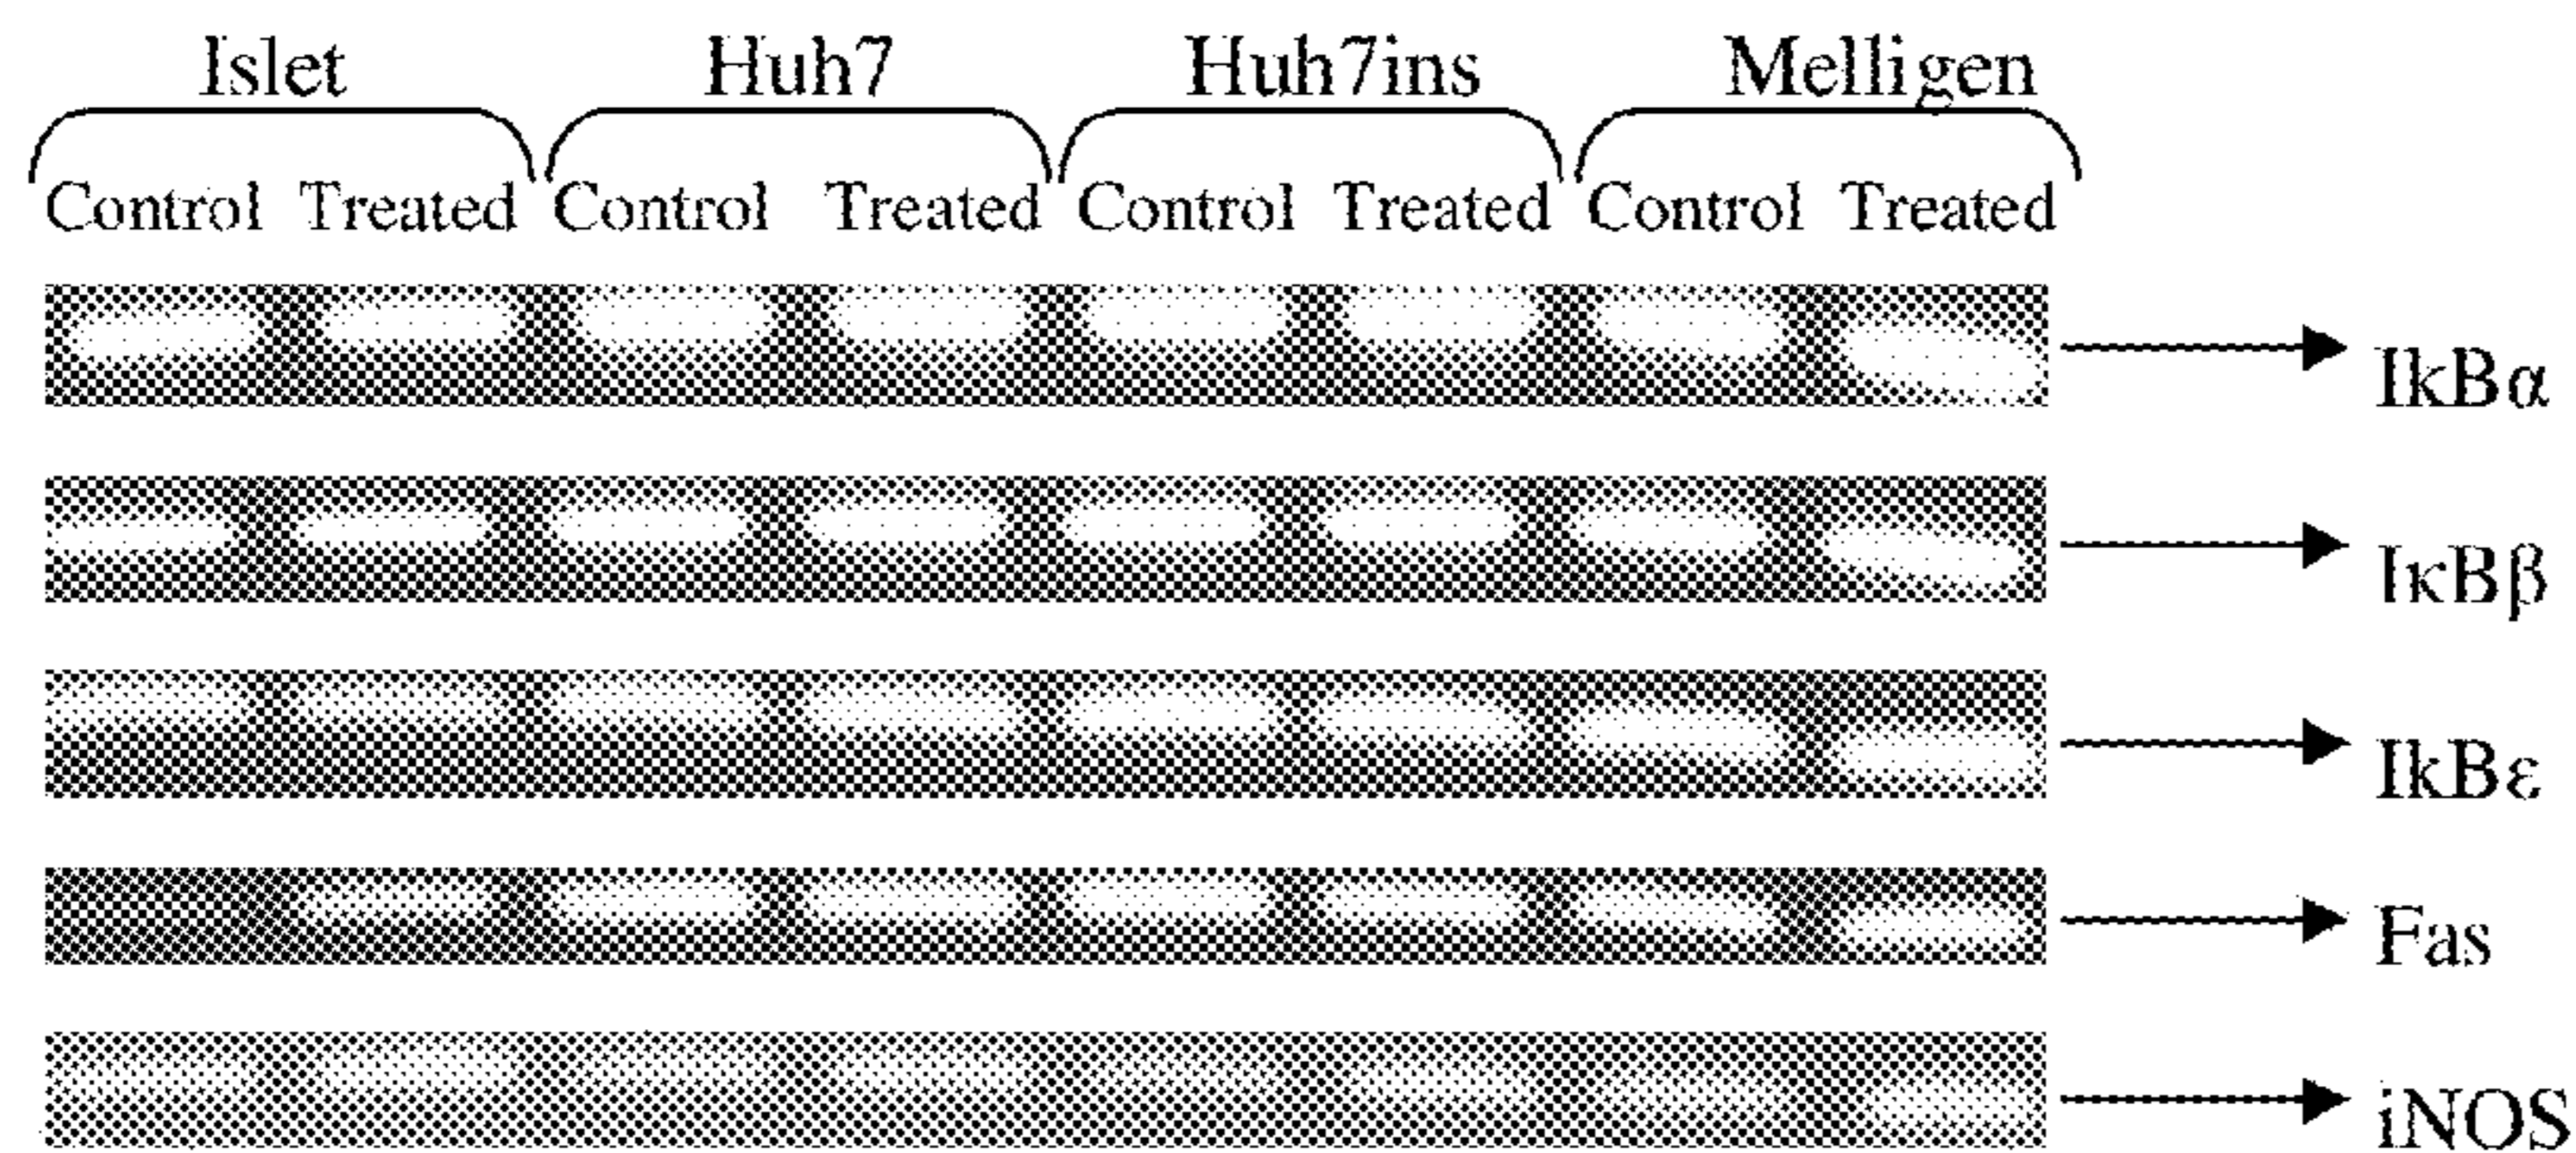 Islet Huh7 Huh7ins Melligen
Control Treated Control Treated Control Treated Control Treated
IkBα
IκBβ
IkBε
Fas
iNOS